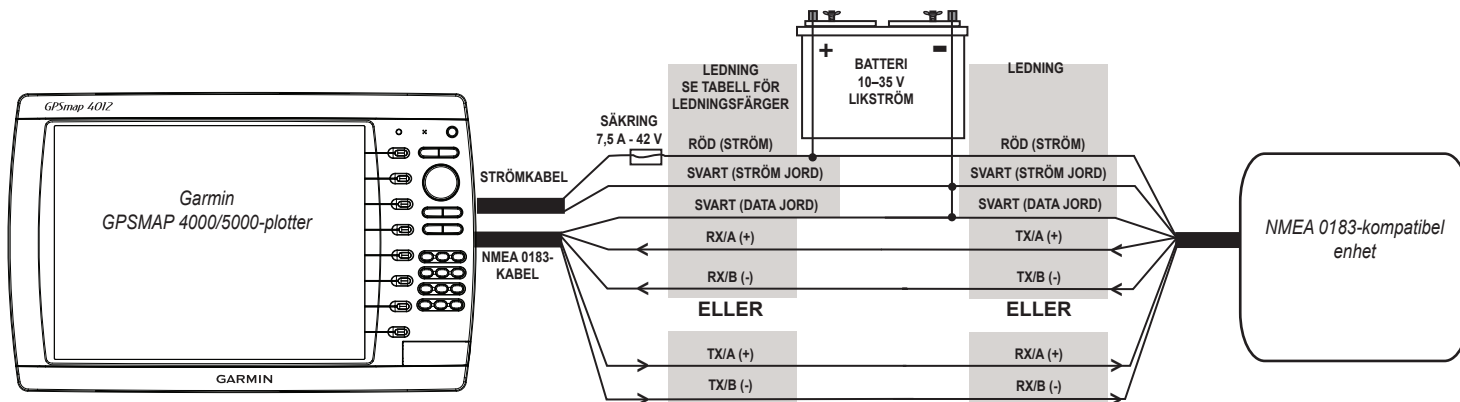 GPSmap 4012
Garmin
GPSMAP 4000/5000-plotter
GARMIN
STRÖMKABEL
NMEA 0183-
KABEL
SÄKRING
7,5 A - 42 V
LEDNING
SE TABELL FÖR
LEDNINGSFÄRGER
RÖD (STRÖM)
SVART (STRÖM JORD)
SVART (DATA JORD)
RX/A (+)
RX/B (-)
ELLER
TX/A (+)
TX/B (-)
+ -
BATTERI
10–35 V
LIKSTRÖM
LEDNING
RÖD (STRÖM)
SVART (STRÖM JORD)
SVART (DATA JORD)
TX/A (+)
TX/B (-)
ELLER
RX/A (+)
RX/B (-)
NMEA 0183-kompatibel
enhet